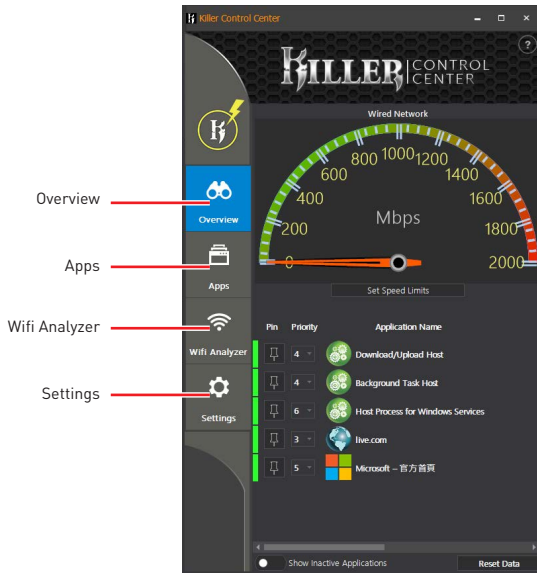 Killer Control Center
KILLER CONTROL CENTER
?
Wired Network
0 200 400 600 800 1000 1200 1400 1600 1800 2000
Mbps
Set Speed Limits
Overview
Overview
Apps
Apps
Wifi Analyzer
Wifi Analyzer
Settings
Settings
Pin Priority Application Name
4 Download/Upload Host
4 Background Task Host
6 Host Process for Windows Services
3 live.com
5 Microsoft – 官方首頁
Show Inactive Applications
Reset Data